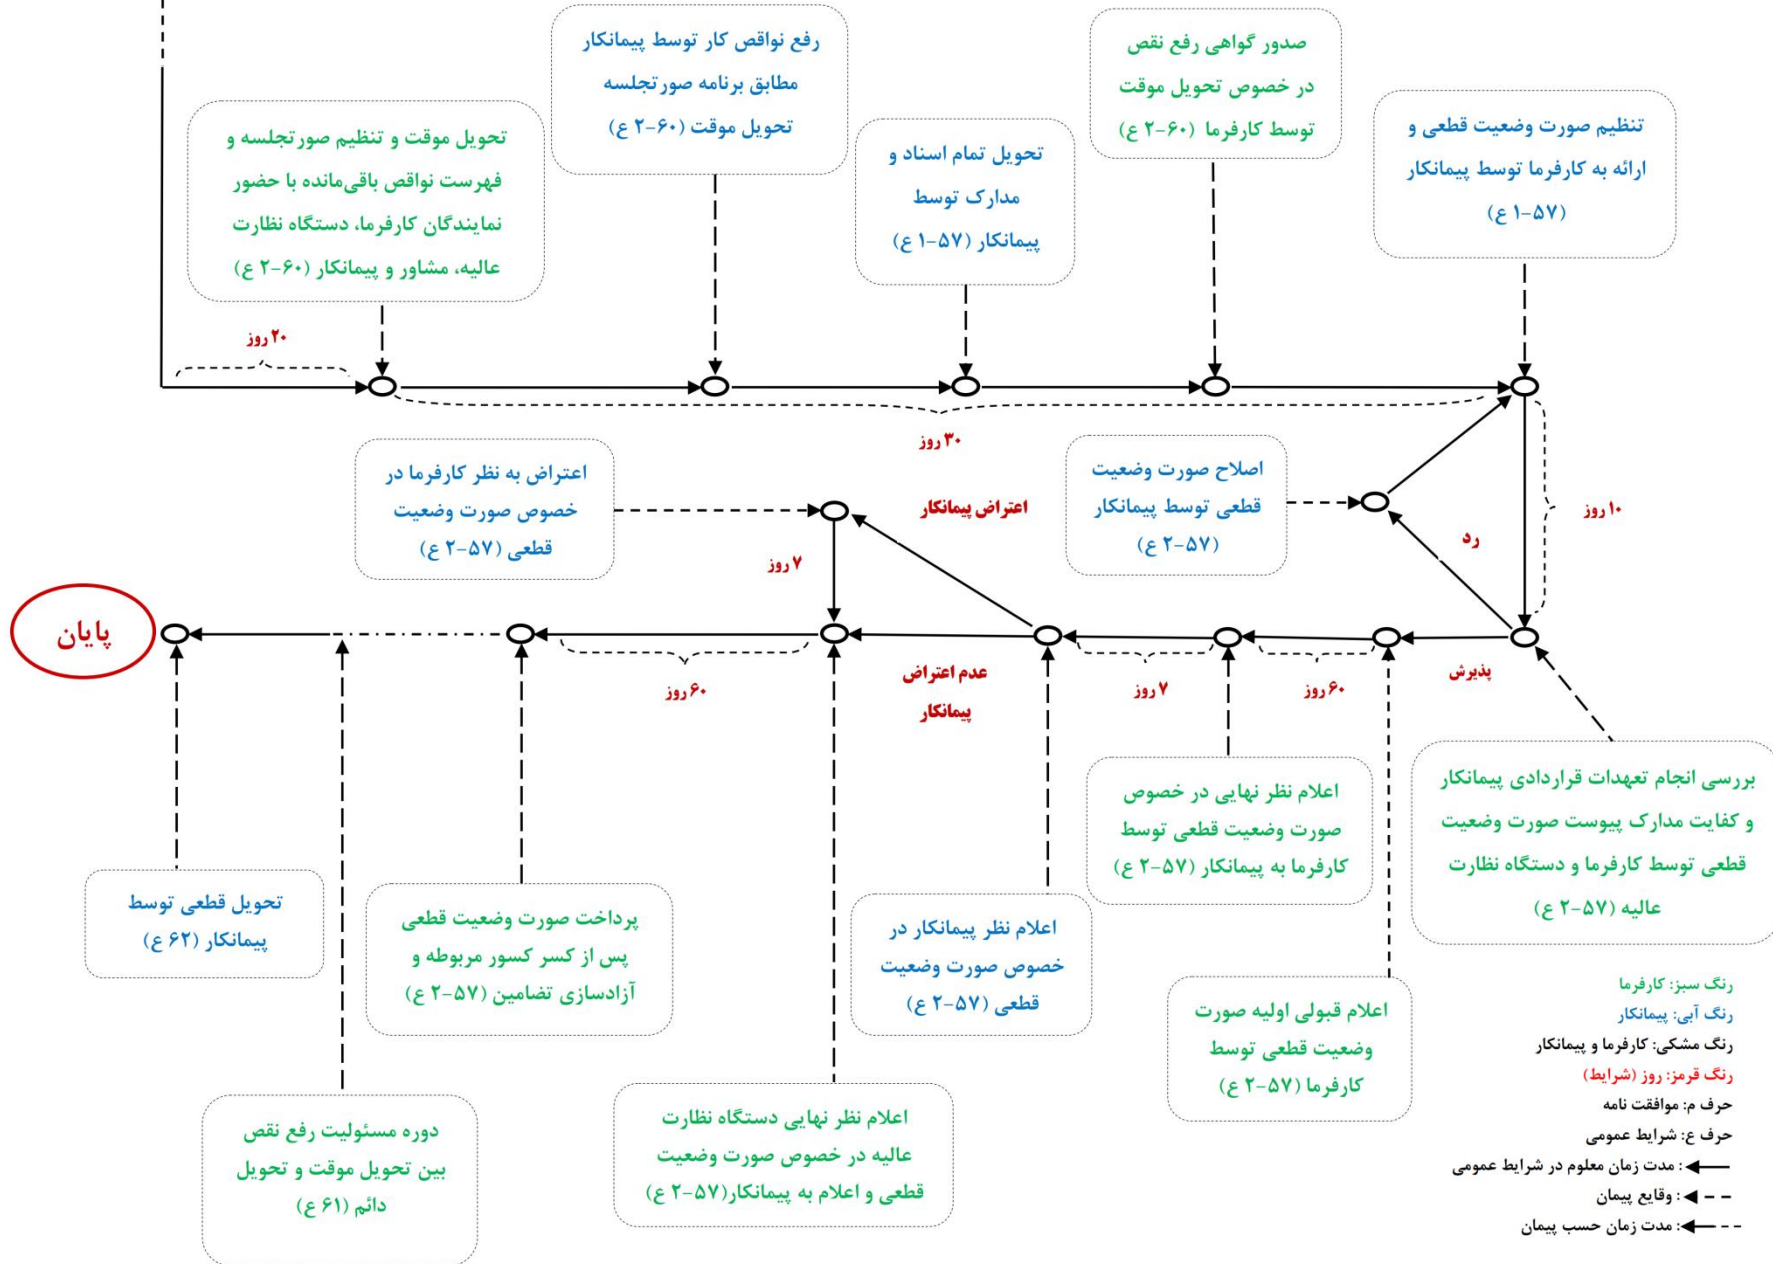 تحویل موقت و تنظیم صورتجلسه و
فهرست نواقص باقی‌مانده با حضور
نمایندگان کارفرما، دستگاه نظارت
عالیه، مشاور و پیمانکار (۶۰-۲ ع)
رفع نواقص کار توسط پیمانکار
مطابق برنامه صورتجلسه
تحویل موقت (۶۰-۲ ع)
تحویل تمام اسناد و
مدارک توسط
پیمانکار (۵۷-۱ ع)
صدور گواهی رفع نقص
در خصوص تحویل موقت
توسط کارفرما (۶۰-۲ ع)
تنظیم صورت وضعیت قطعی و
ارائه به کارفرما توسط پیمانکار
(۵۷-۱ ع)
۲۰ روز
۳۰ روز
۱۰ روز
اصلاح صورت وضعیت
قطعی توسط پیمانکار
(۵۷-۲ ع)
رد
اعتراض پیمانکار
اعتراض به نظر کارفرما در
خصوص صورت وضعیت
قطعی (۵۷-۲ ع)
۷ روز
پذیرش
۶۰ روز
۷ روز
عدم اعتراض
پیمانکار
۶۰ روز
پایان
بررسی انجام تعهدات قراردادی پیمانکار
و کفایت مدارک پیوست صورت وضعیت
قطعی توسط کارفرما و دستگاه نظارت
عالیه (۵۷-۲ ع)
اعلام قبولی اولیه صورت
وضعیت قطعی توسط
کارفرما (۵۷-۲ ع)
اعلام نظر نهایی در خصوص
صورت وضعیت قطعی توسط
کارفرما به پیمانکار (۵۷-۲ ع)
اعلام نظر پیمانکار در
خصوص صورت وضعیت
قطعی (۵۷-۲ ع)
اعلام نظر نهایی دستگاه نظارت
عالیه در خصوص صورت وضعیت
قطعی و اعلام به پیمانکار(۵۷-۲ ع)
پرداخت صورت وضعیت قطعی
پس از کسر کسور مربوطه و
آزادسازی تضامین (۵۷-۲ ع)
دوره مسئولیت رفع نقص
بین تحویل موقت و تحویل
دائم (۶۱ ع)
تحویل قطعی توسط
پیمانکار (۶۲ ع)
رنگ سبز: کارفرما
رنگ آبی: پیمانکار
رنگ مشکی: کارفرما و پیمانکار
رنگ قرمز: روز (شرایط)
حرف م: موافقت نامه
حرف ع: شرایط عمومی
: مدت زمان معلوم در شرایط عمومی
: وقایع پیمان
: مدت زمان حسب پیمان